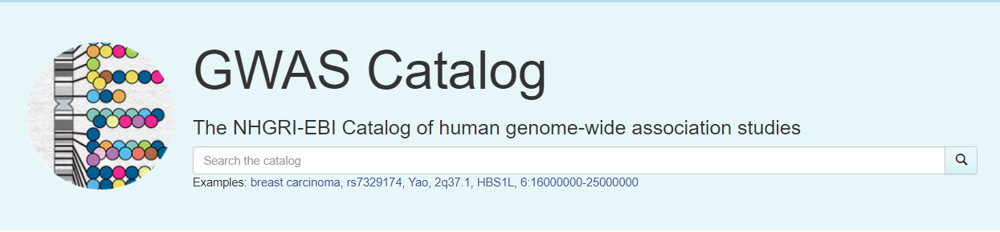 GWAS Catalog
The NHGRI-EBI Catalog of human genome-wide association studies
Search the catalog
Examples: breast carcinoma, rs7329174, Yao, 2q37.1, HBS1L, 6:16000000-25000000